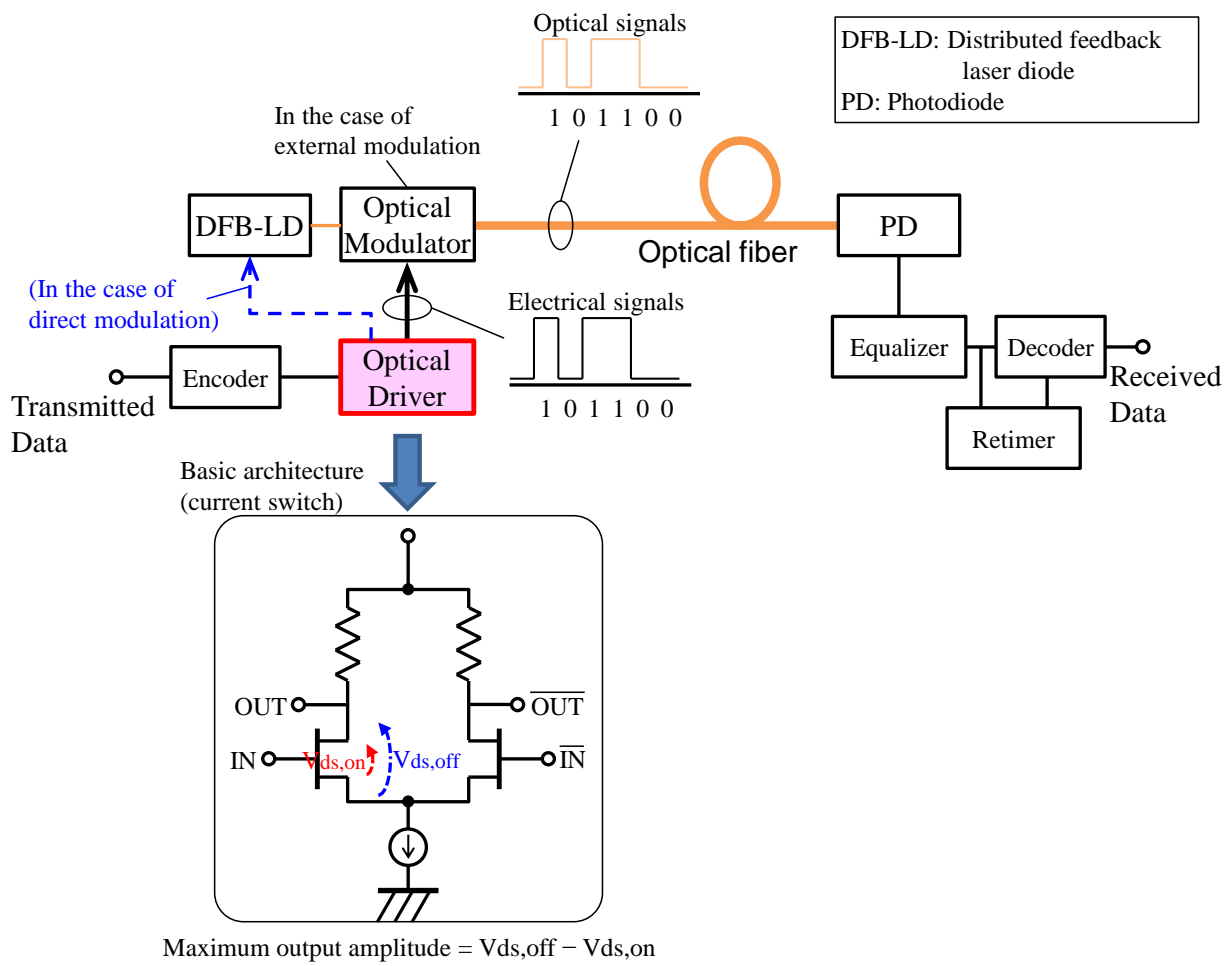 Optical signals
1 0 1 1 0 0
DFB-LD: Distributed feedback
laser diode
PD: Photodiode
In the case of
external modulation
DFB-LD
Optical
Modulator
Optical fiber
PD
(In the case of
direct modulation)
Electrical signals
1 0 1 1 0 0
Transmitted
Data
Encoder
Optical
Driver
Equalizer
Decoder
Received
Data
Retimer
Basic architecture
(current switch)
OUT
O̅U̅T̅
IN
Vds,on
Vds,off
I̅N̅
Maximum output amplitude = Vds,off − Vds,on